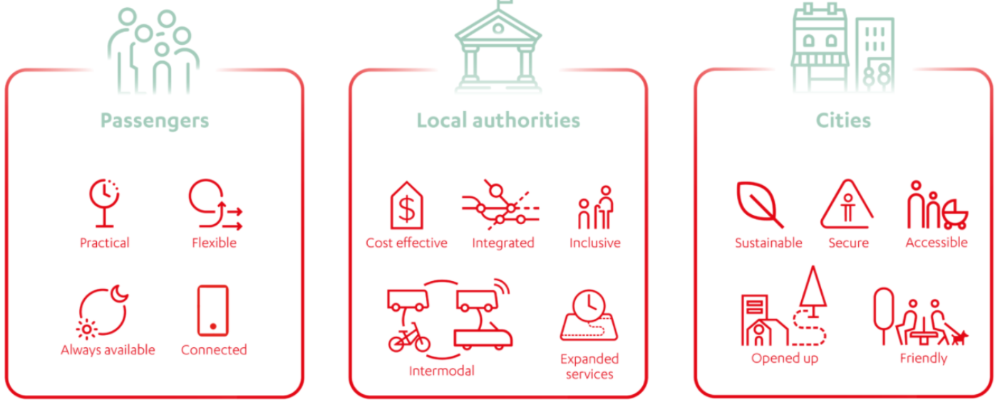 Passengers
Practical
Flexible
Always available
Connected
Local authorities
$
Cost effective
Integrated
Inclusive
Intermodal
Expanded
services
Cities
Sustainable
Secure
Accessible
Opened up
Friendly